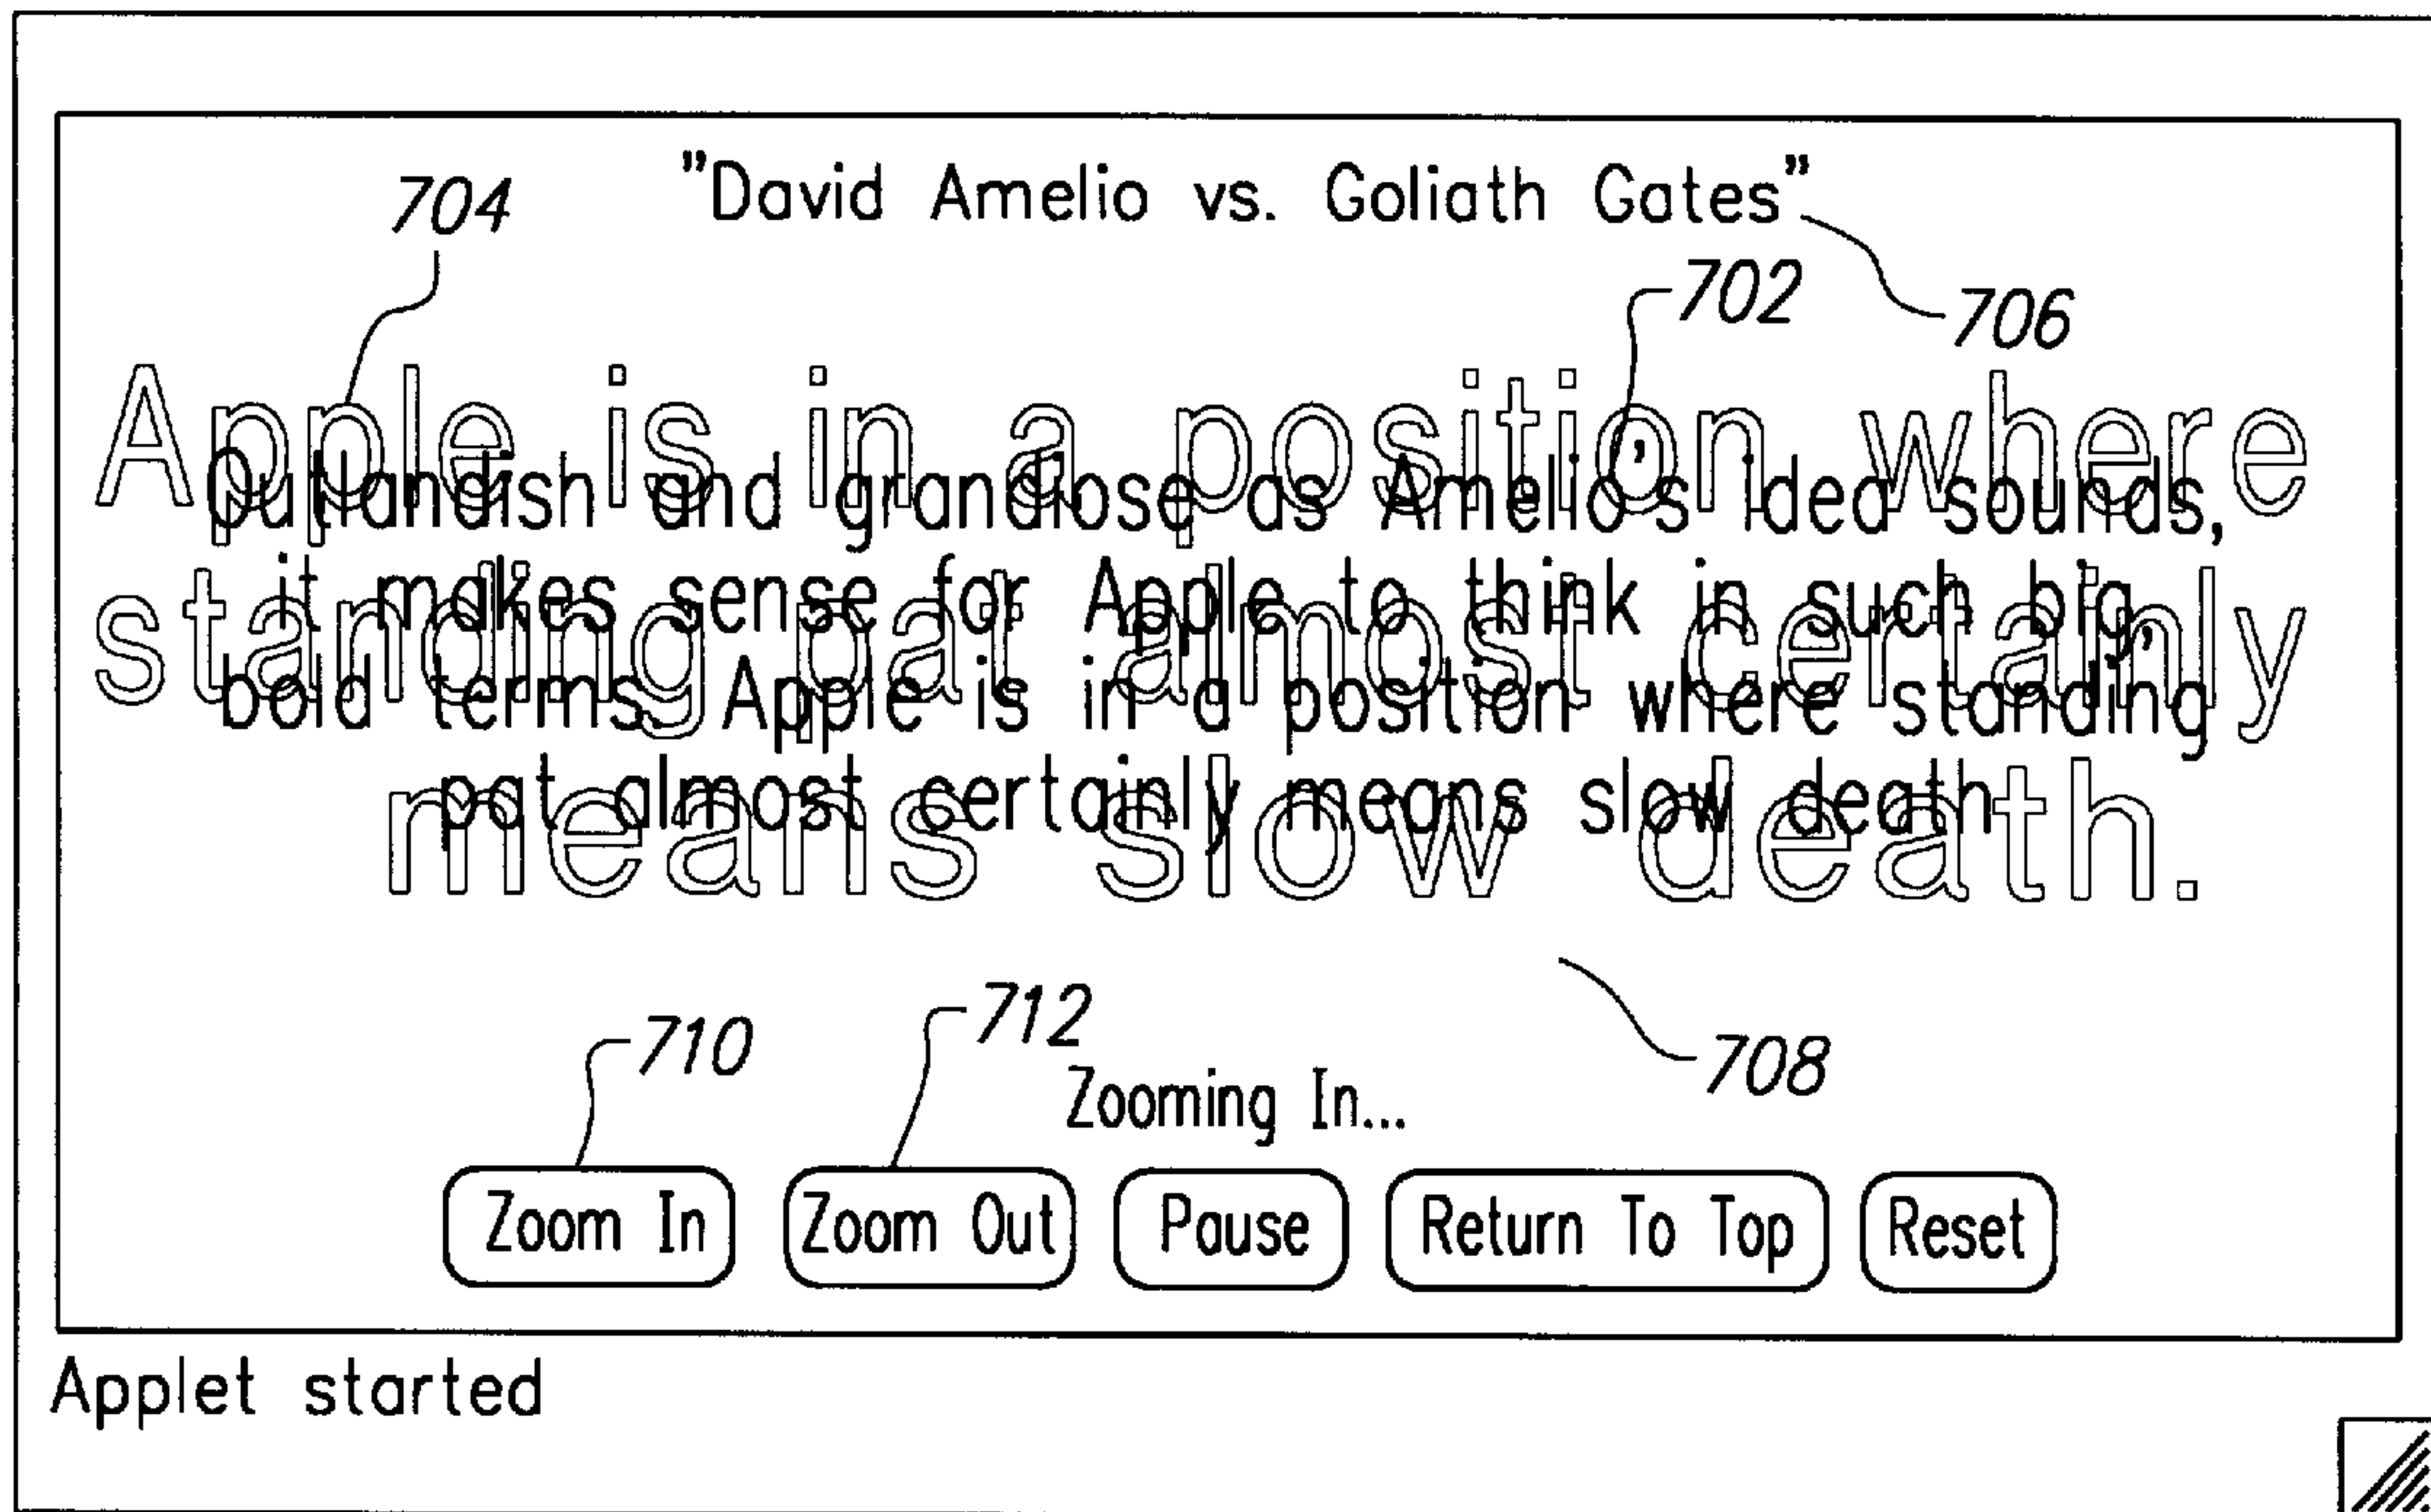 "David Amelio vs. Goliath Gates"
704
702
706
Apple is in a position where
standing pat almost certainly
means slow death.
Outlandish and grandiose as Amelio's idea sounds,
it makes sense for Apple to think in such big,
bold terms. Apple is in a position where standing
pat almost certainly means slow death
710
712
708
Zooming In...
Zoom In
Zoom Out
Pause
Return To Top
Reset
Applet started